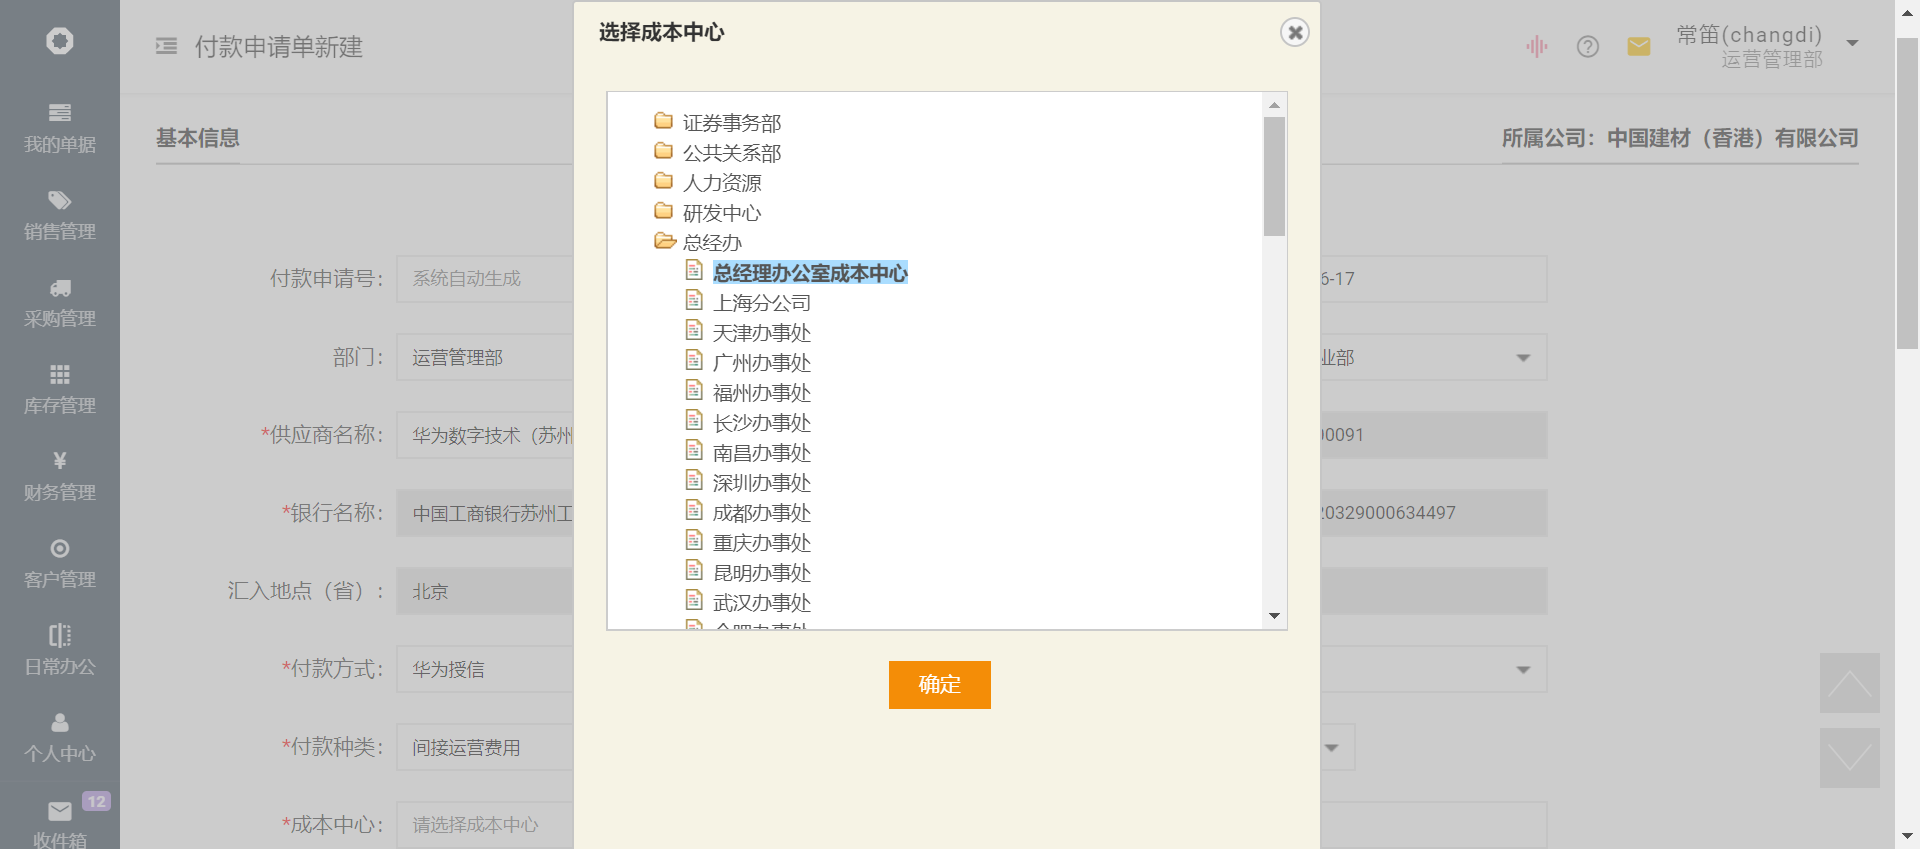 选择成本中心
付款申请单新建
常笛(changdi)
运营管理部
我的单据
销售管理
采购管理
库存管理
¥
财务管理
客户管理
日常办公
个人中心
12
收件箱
基本信息
所属公司：中国建材（香港）有限公司
付款申请号：
系统自动生成
6-17
部门：
运营管理部
业部
*供应商名称：
华为数字技术（苏州
00091
*银行名称：
中国工商银行苏州工
20329000634497
汇入地点（省）：
北京
*付款方式：
华为授信
*付款种类：
间接运营费用
*成本中心：
请选择成本中心
证券事务部
公共关系部
人力资源
研发中心
总经办
总经理办公室成本中心
上海分公司
天津办事处
广州办事处
福州办事处
长沙办事处
南昌办事处
深圳办事处
成都办事处
重庆办事处
昆明办事处
武汉办事处
合肥办事处
确定